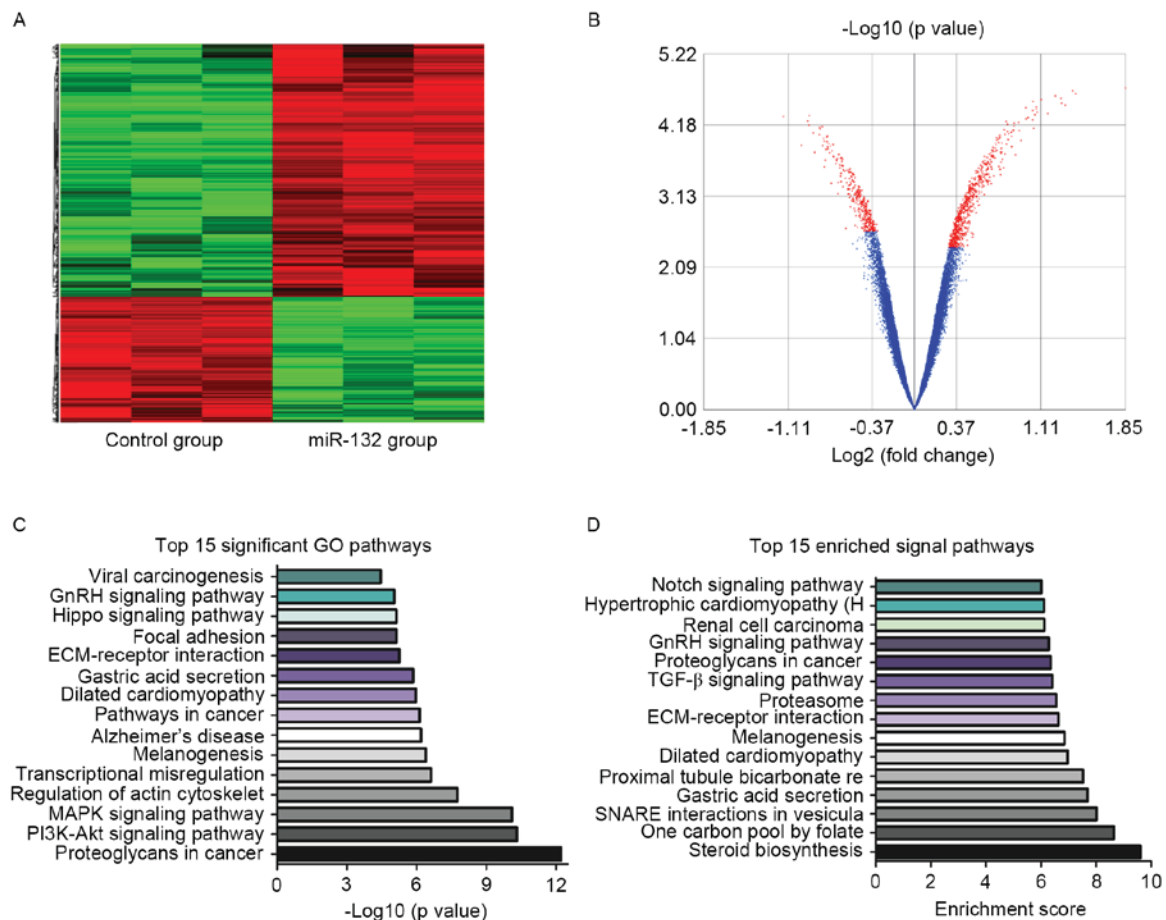 A
Control group
miR-132 group
B
-Log10 (p value)
5.22
4.18
3.13
2.09
1.04
0.00
-1.85
-1.11
-0.37
0.37
1.11
1.85
Log2 (fold change)
C
Top 15 significant GO pathways
Viral carcinogenesis
GnRH signaling pathway
Hippo signaling pathway
Focal adhesion
ECM-receptor interaction
Gastric acid secretion
Dilated cardiomyopathy
Pathways in cancer
Alzheimer's disease
Melanogenesis
Transcriptional misregulation
Regulation of actin cytoskelet
MAPK signaling pathway
PI3K-Akt signaling pathway
Proteoglycans in cancer
0
3
6
9
12
-Log10 (p value)
D
Top 15 enriched signal pathways
Notch signaling pathway
Hypertrophic cardiomyopathy (H
Renal cell carcinoma
GnRH signaling pathway
Proteoglycans in cancer
TGF-β signaling pathway
Proteasome
ECM-receptor interaction
Melanogenesis
Dilated cardiomyopathy
Proximal tubule bicarbonate re
Gastric acid secretion
SNARE interactions in vesicula
One carbon pool by folate
Steroid biosynthesis
0
2
4
6
8
10
Enrichment score